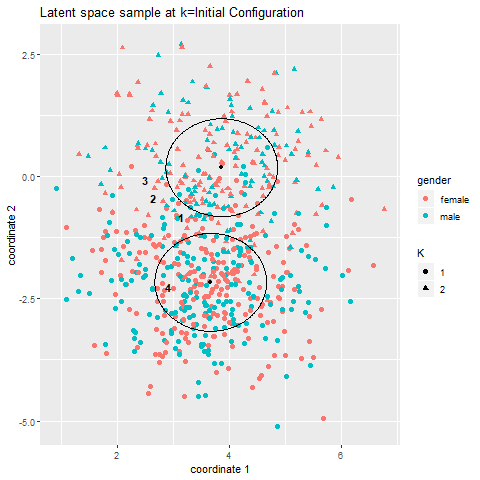 Latent space sample at k=Initial Configuration
coordinate 2
2.5
0.0
-2.5
-5.0
3
2
1
4
2
4
6
coordinate 1
gender
female
male
K
1
2